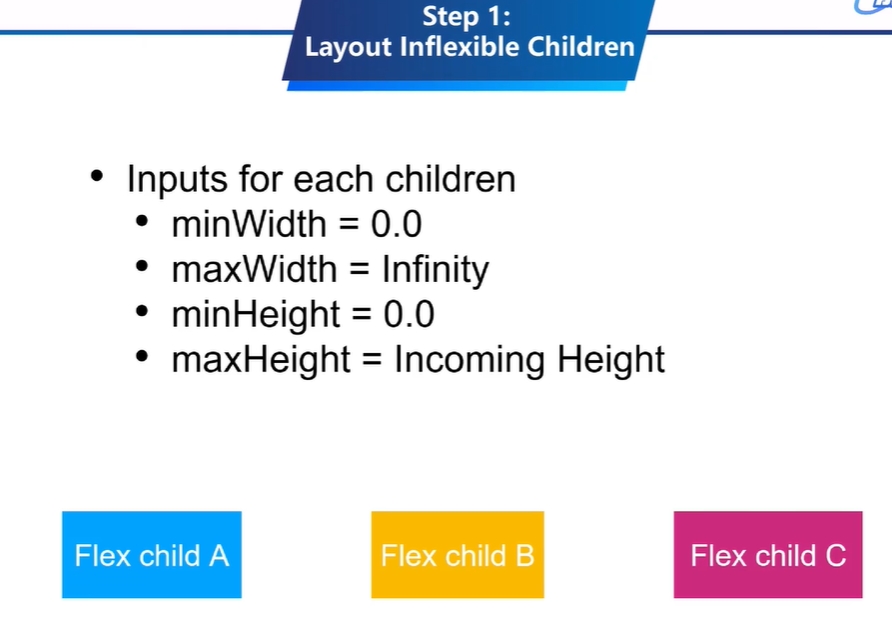 Step 1:
Layout Inflexible Children
• Inputs for each children
• minWidth = 0.0
• maxWidth = Infinity
• minHeight = 0.0
• maxHeight = Incoming Height
Flex child A
Flex child B
Flex child C